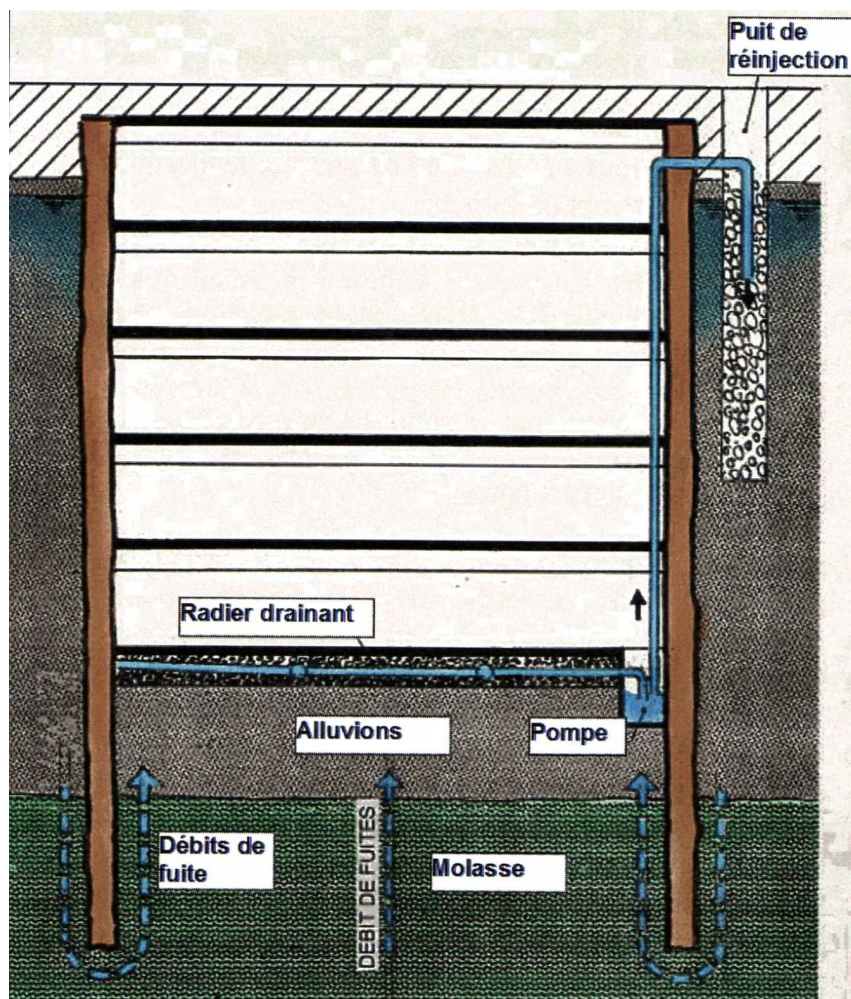 Puit de
réinjection
Radier drainant
Alluvions
Pompe
Débits de
fuite
DEBIT DE FUITES
Molasse